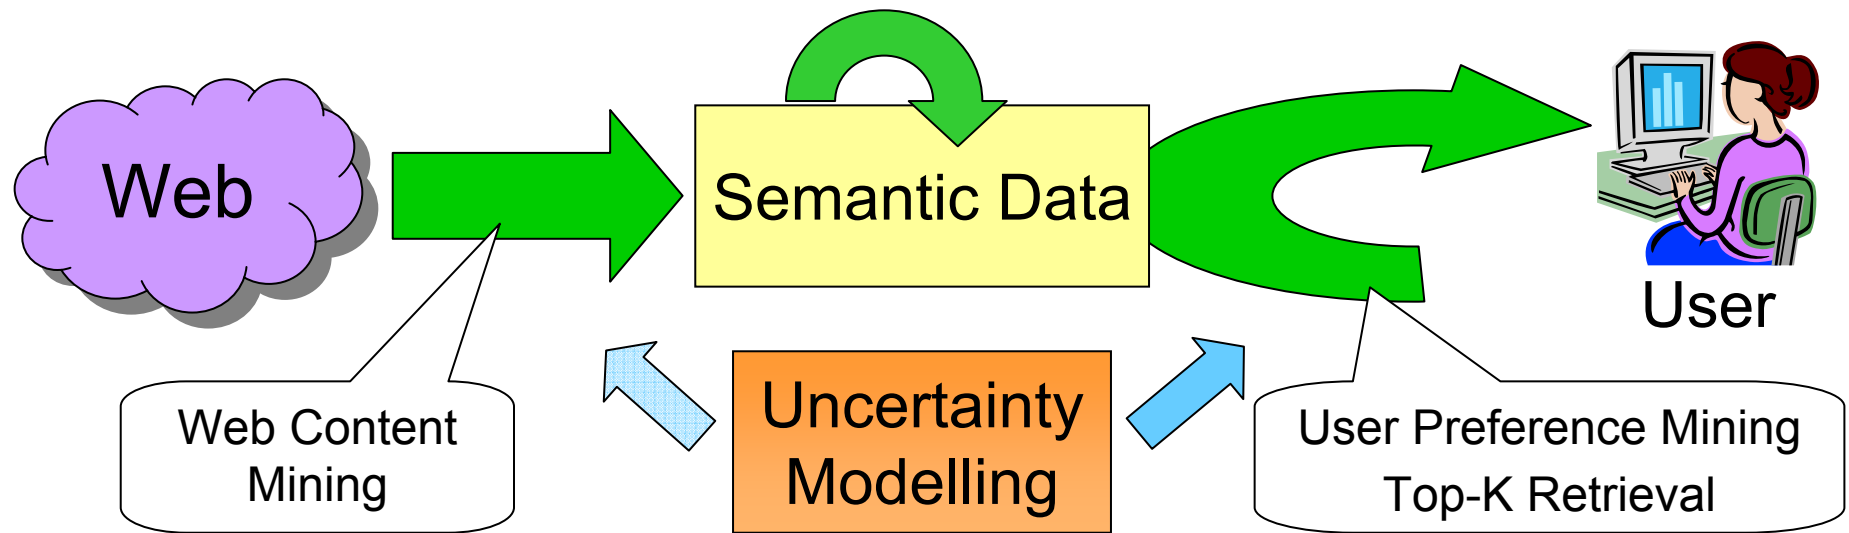 Web
Semantic Data
User
Web Content
Mining
Uncertainty
Modelling
User Preference Mining
Top-K Retrieval